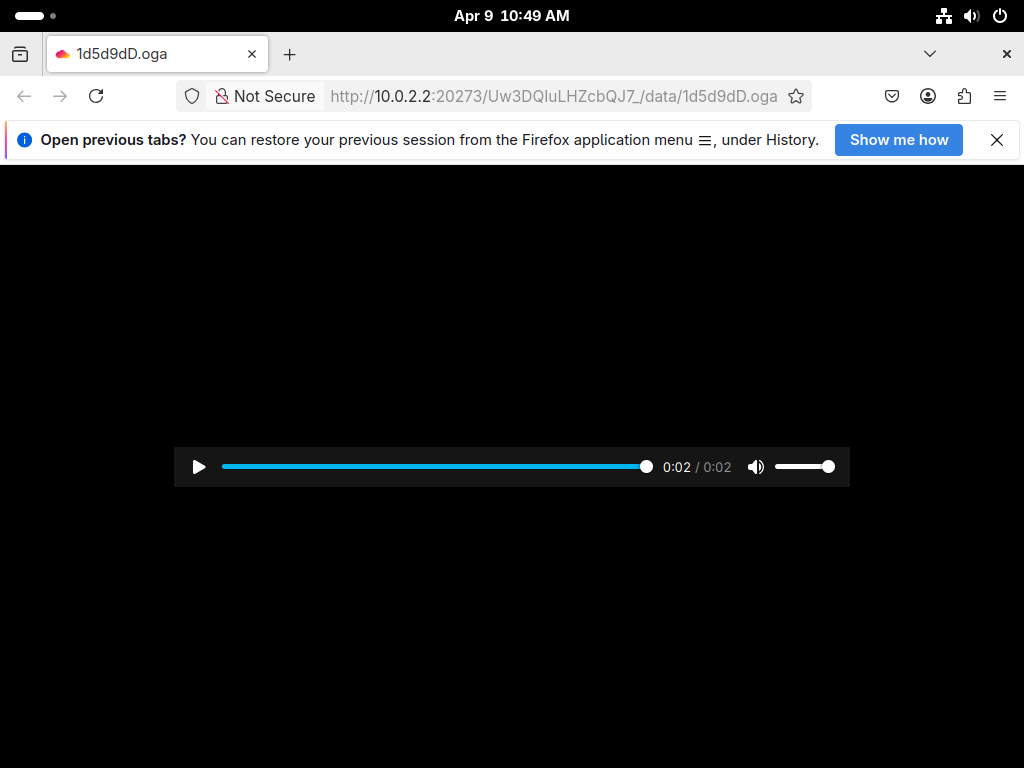 Apr 9 10:49 AM
1d5d9dD.oga
Not Secure http://10.0.2.2:20273/Uw3DQIuLHZcbQJ7_/data/1d5d9dD.oga
Open previous tabs? You can restore your previous session from the Firefox application menu ☰, under History. Show me how
0:02 / 0:02